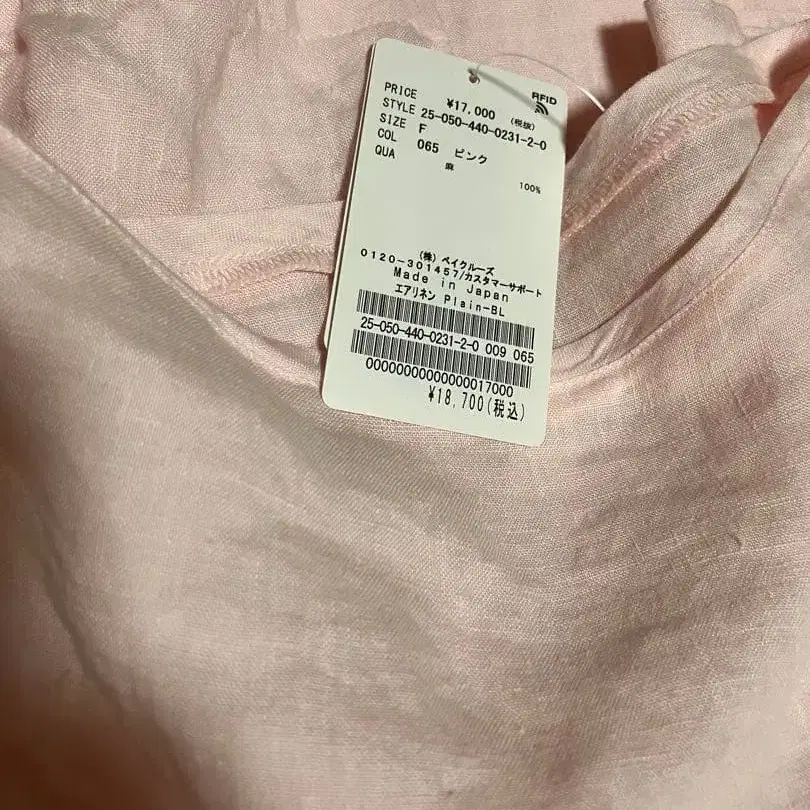 RFID
PRICE ¥17,000 (税抜)
STYLE 25-050-440-0231-2-0
SIZE F
COL 065 ピンク
QUA 麻 100%
(株) ベイクルーズ
0120-301457/カスタマーサポート
Made in Japan
エアリネン Plain-BL
25-050-440-0231-2-0 009 065
00000000000000017000
¥18,700(税込)